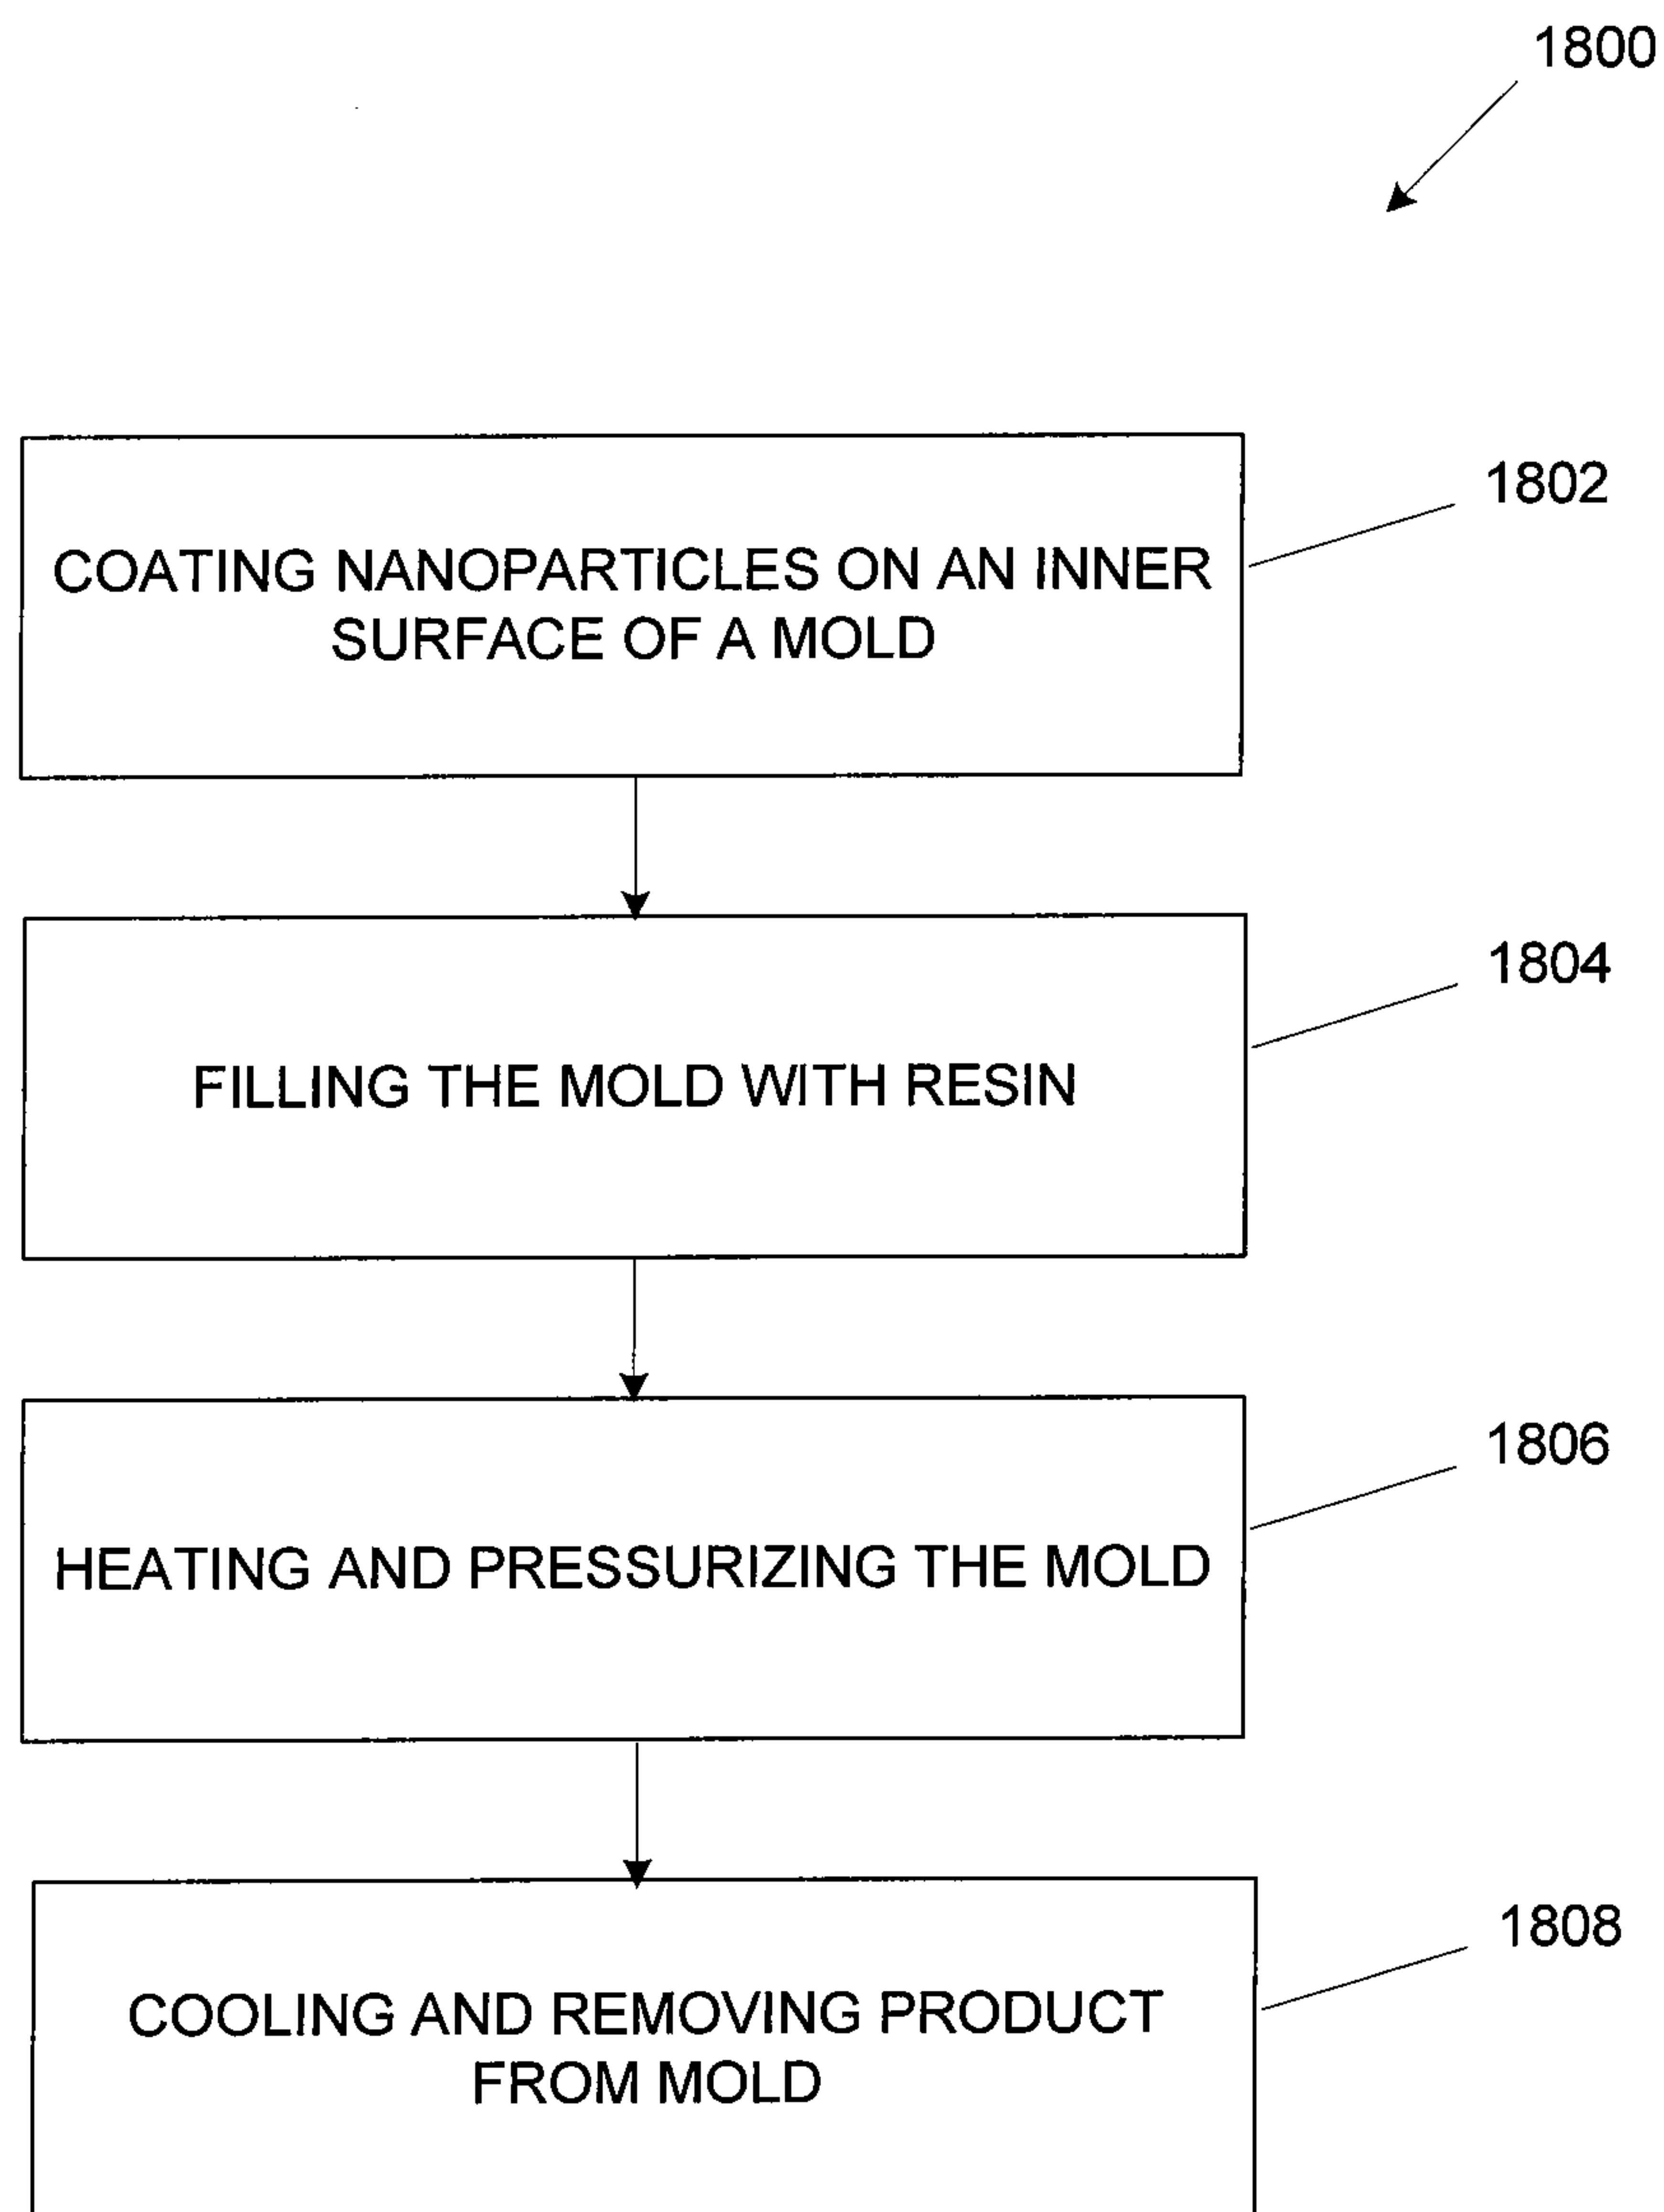 1800
COATING NANOPARTICLES ON AN INNER
SURFACE OF A MOLD
1802
FILLING THE MOLD WITH RESIN
1804
HEATING AND PRESSURIZING THE MOLD
1806
COOLING AND REMOVING PRODUCT
FROM MOLD
1808